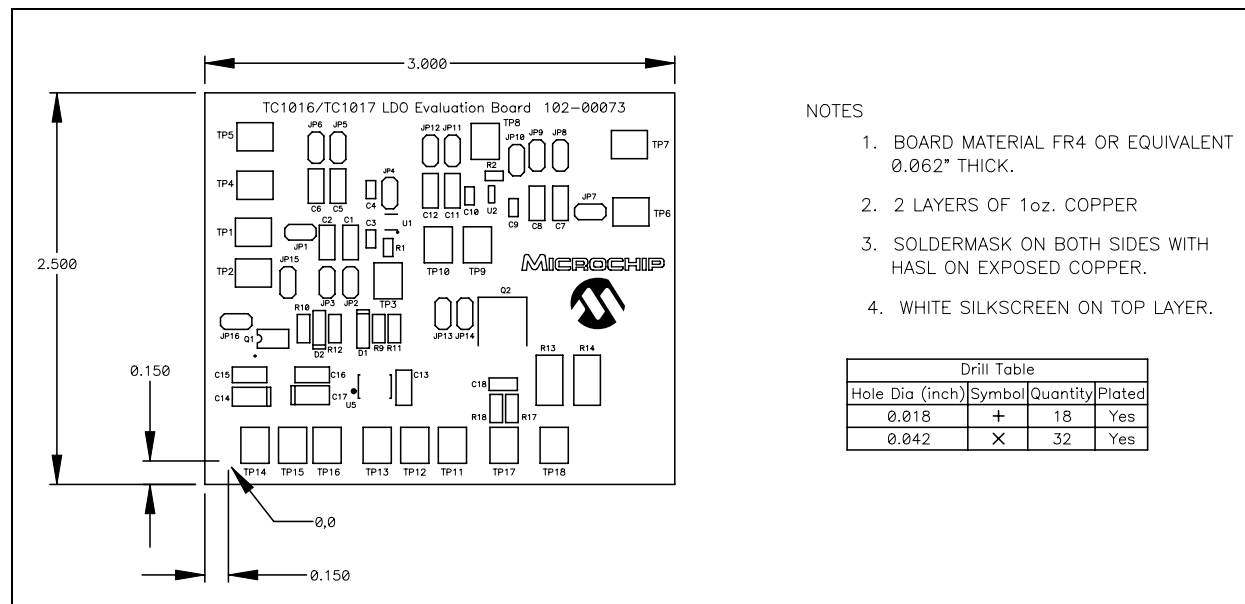 3.000
2.500
TC1016/TC1017 LDO Evaluation Board 102-00073
TP5
JP6
JP5
JP12
JP11
TP8
JP10
JP9
JP8
TP7
TP4
C6
C5
C4
JP4
C12
C11
C10
R2
U2
C9
C8
C7
JP7
TP6
TP1
JP1
C2
C1
C3
U1
R1
TP10
TP9
TP2
JP15
JP3
JP2
TP3
MICROCHIP
JP16
Q1
R10
D2
R12
D1
R9
R11
JP13
JP14
Q2
R13
R14
C15
C14
C16
C17
U5
C13
C18
R18
R17
TP14
TP15
TP16
TP13
TP12
TP11
TP17
TP18
0.150
0,0
0.150
NOTES
1. BOARD MATERIAL FR4 OR EQUIVALENT
0.062" THICK.
2. 2 LAYERS OF 1oz. COPPER
3. SOLDERMASK ON BOTH SIDES WITH
HASL ON EXPOSED COPPER.
4. WHITE SILKSCREEN ON TOP LAYER.
Drill Table
Hole Dia (inch) Symbol Quantity Plated
0.018 + 18 Yes
0.042 X 32 Yes